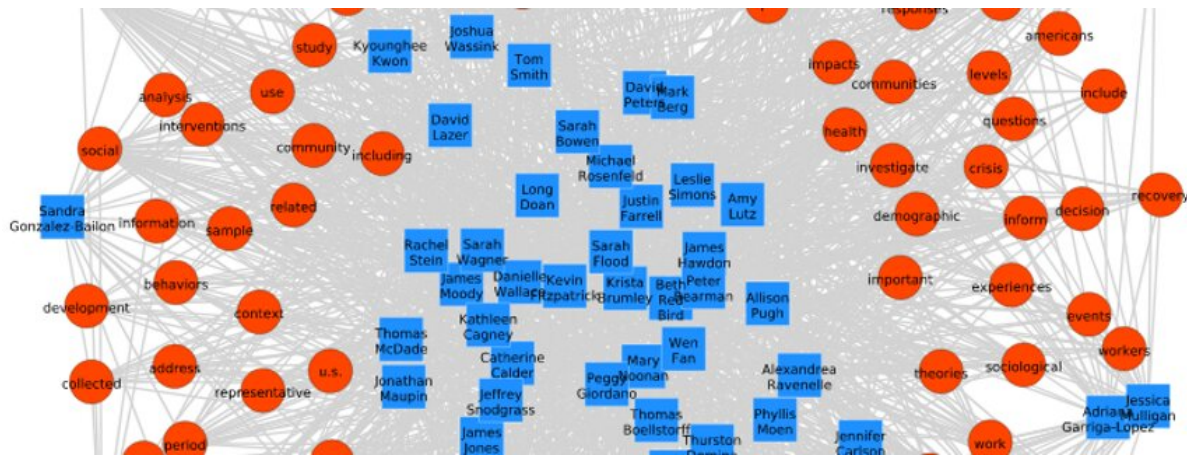 responses
americans
study
Kyounghee
Kwon
Joshua
Wassink
Tom
Smith
impacts
communities
levels
include
analysis
use
David
Peters
Mark
Berg
interventions
David
Lazer
Sarah
Bowen
health
questions
social
community
including
Michael
Rosenfeld
investigate
crisis
Long
Doan
Leslie
Simons
Justin
Farrell
Amy
Lutz
related
recovery
Sandra
Gonzalez-Bailon
information
sample
demographic
inform
decision
Rachel
Stein
Sarah
Wagner
Sarah
Flood
James
Hawdon
behaviors
James
Moody
Danielle
Wallace
Kevin
Fitzpatrick
Krista
Brumley
Beth
Red
Bird
Peter
Bearman
Allison
Pugh
important
experiences
development
context
Kathleen
Cagney
events
Thomas
McDade
Catherine
Calder
Wen
Fan
workers
address
u.s.
Mary
Noonan
Alexandrea
Ravenelle
theories
sociological
collected
representative
Jonathan
Maupin
Peggy
Giordano
Jeffrey
Snodgrass
Thomas
Boellstorff
Phyllis
Moen
Jessica
Mulligan
Adriana
Garriga-Lopez
period
James
Jones
Thurston
Jennifer
Carlson
work